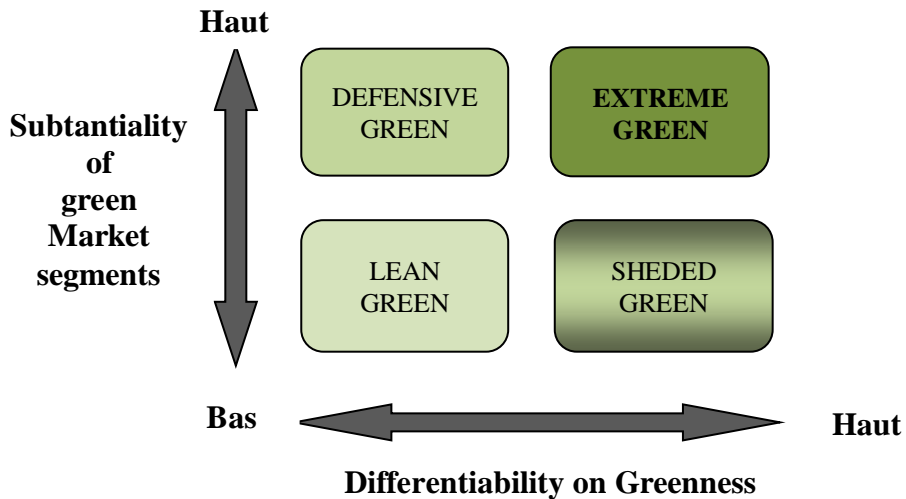 Haut
Subtantiality
of
green
Market
segments
DEFENSIVE
GREEN
EXTREME
GREEN
LEAN
GREEN
SHEDED
GREEN
Bas
Haut
Differentiability on Greenness